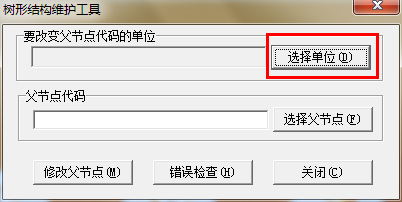 树形结构维护工具
要改变父节点代码的单位
选择单位(D)
父节点代码
选择父节点(F)
修改父节点(M) 错误检查(H) 关闭(C)